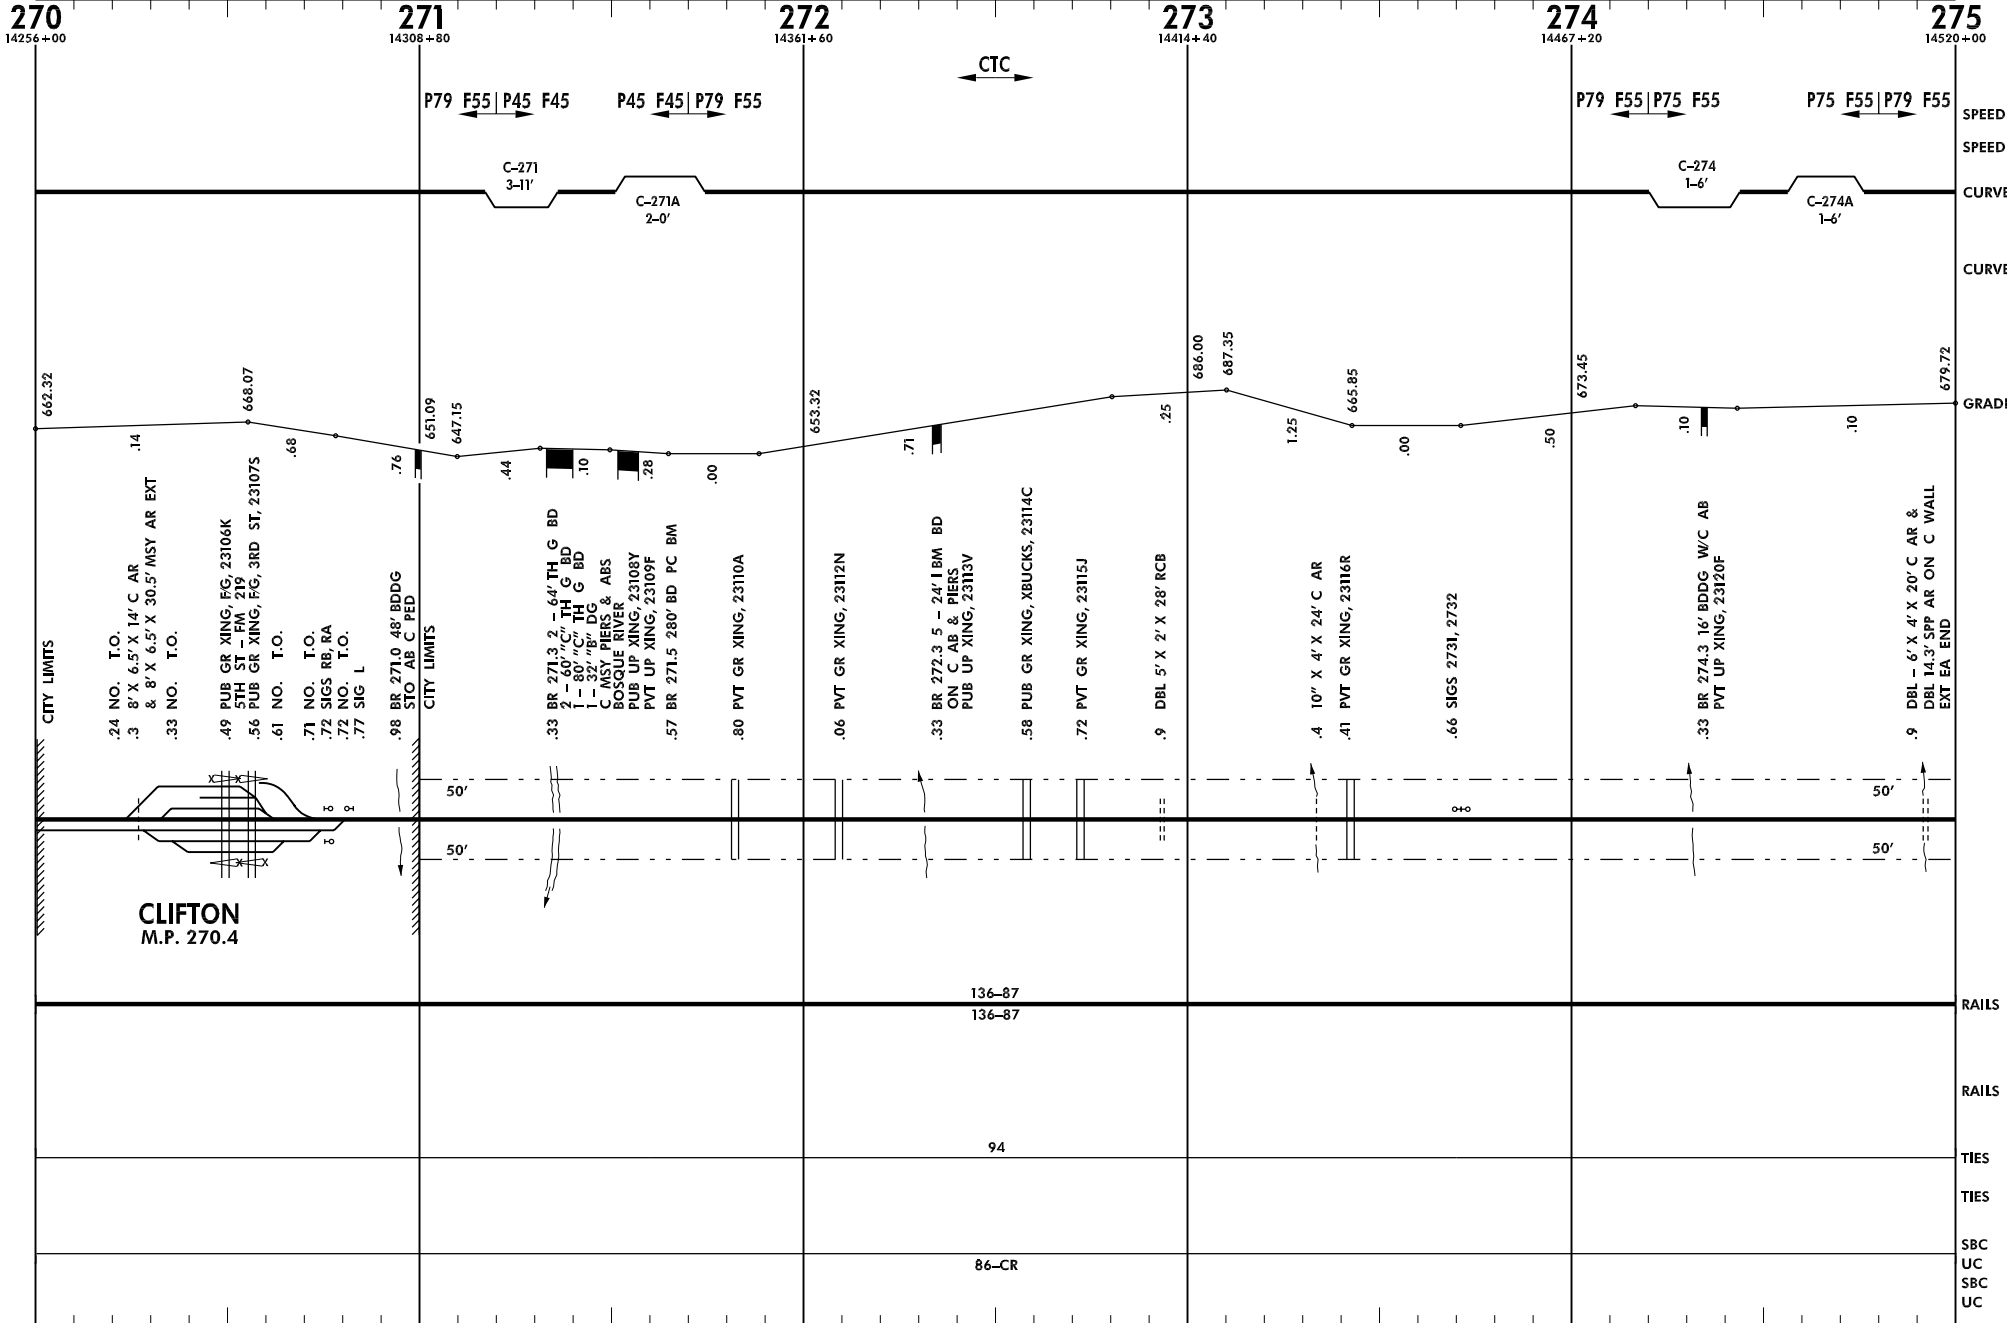 270 271 272 273 274 275
14256+00 14308+80 14361+60 14414+40 14467+20 14520+00
CTC
P79 F55 P45 F45 P45 F45 P79 F55 P79 F55 P75 F55 P75 F55 P79 F55
SPEED
SPEED
C-271
3-11'
C-271A
2-0'
C-274
1-6'
C-274A
1-6'
CURVE
CURVE
662.32
668.07
651.09
647.15
653.32
686.00
687.35
665.85
673.45
679.72
GRADE
.14
.68
.76
.44
.10
.28
.00
.71
.25
1.25
.00
.50
.10
.10
CITY LIMITS
.24 NO. T.O.
.3 8' X 6.5' X 14' C AR
& 8' X 6.5' X 30.5' MSY AR EXT
.33 NO. T.O.
.49 PUB GR XING, F/G, 23106K
5TH ST - FM 219
.56 PUB GR XING, F/G, 3RD ST, 23107S
.61 NO. T.O.
.71 NO. T.O.
.72 SIGS RB, RA
.72 NO. T.O.
.77 SIG L
.98 BR 271.0 48' BDDG
STO AB C PED
CITY LIMITS
.33 BR 271.3 2 - 64' TH G BD
2 - 60' "C" TH G BD
1 - 80' "C" TH G BD
1 - 32' "B" DG
C MSY PIERS & ABS
BOSQUE RIVER
PUB UP XING, 23108Y
PVT UP XING, 23109F
.57 BR 271.5 280' BD PC BM
.80 PVT GR XING, 23110A
.06 PVT GR XING, 23112N
.33 BR 272.3 5 - 24' I BM BD
ON C AB & PIERS
PUB UP XING, 23113V
.58 PUB GR XING, XBUCKS, 23114C
.72 PVT GR XING, 23115J
.9 DBL 5' X 2' X 28' RCB
.4 10" X 4' X 24' C AR
.41 PVT GR XING, 23116R
.66 SIGS 2731, 2732
.33 BR 274.3 16' BDDG W/C AB
PVT UP XING, 23120F
.9 DBL - 6' X 4' X 20' C AR &
DBL 14.3' SPP AR ON C WALL
EXT EA END
X X
50' 50'
50' 50'
X X
CLIFTON
M.P. 270.4
136-87
RAILS
136-87
RAILS
94
TIES
TIES
SBC
86-CR
UC
SBC
UC